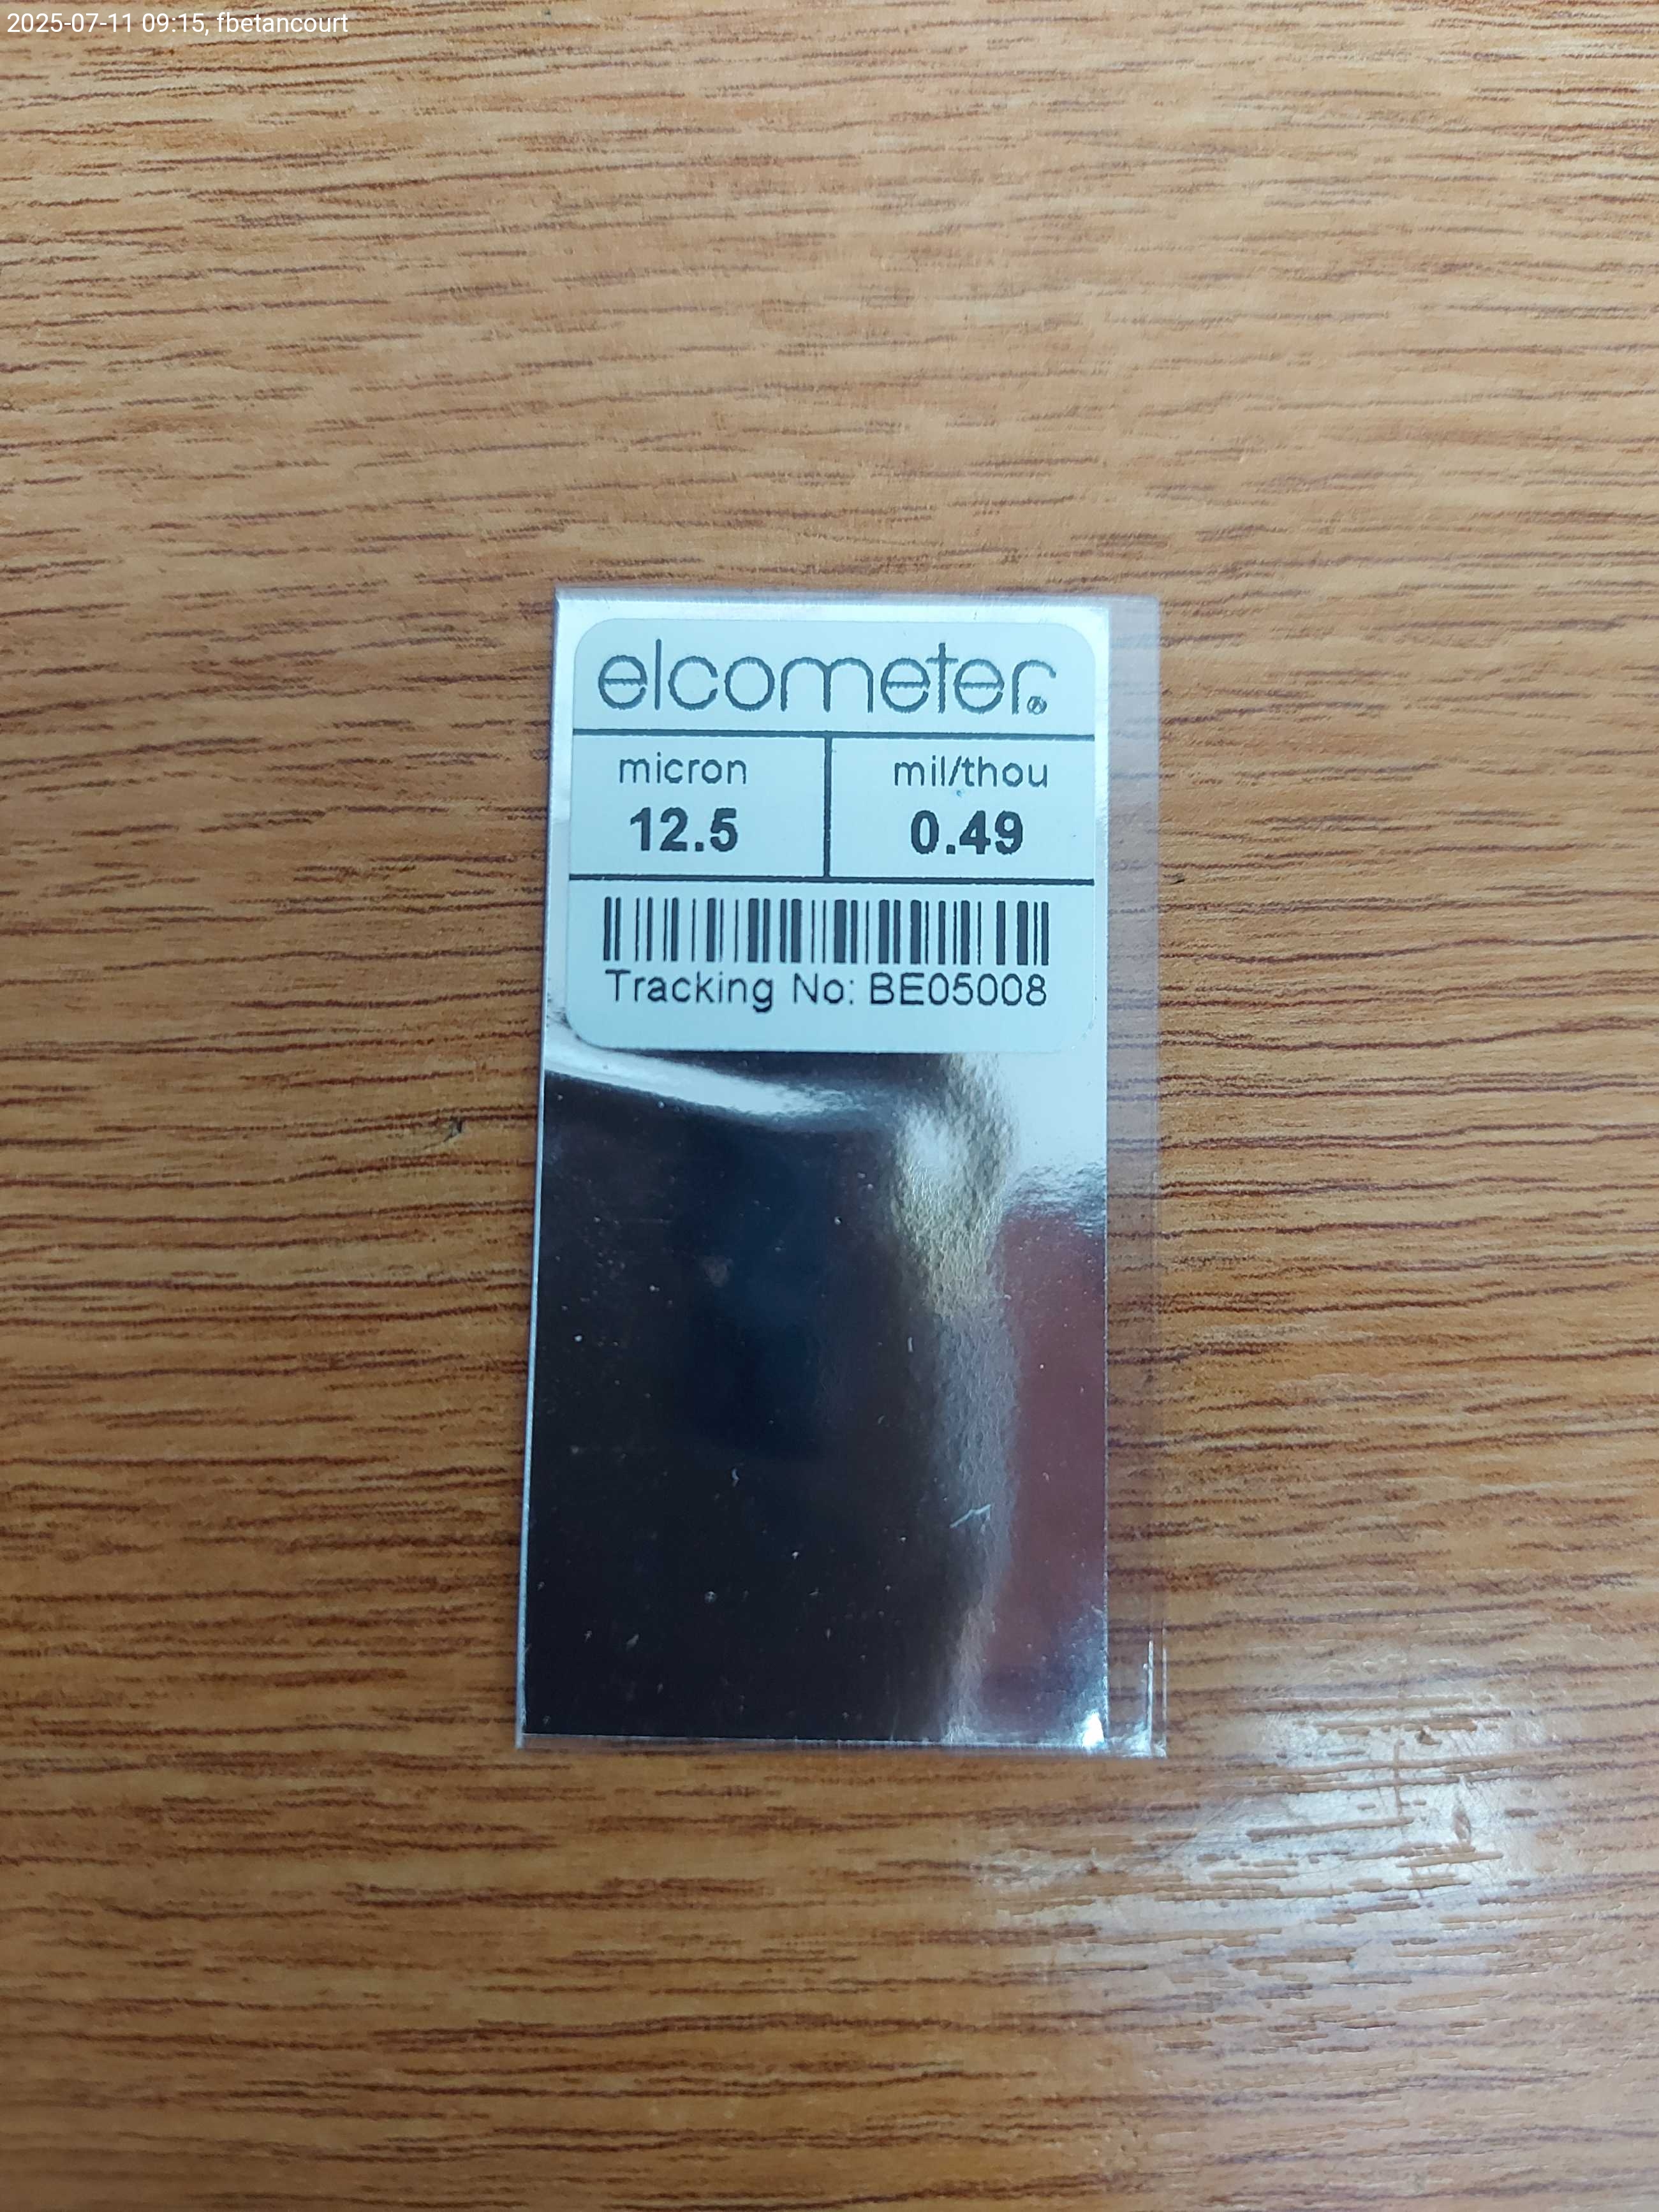 2025-07-11 09:15, fbetancourt
elcometer®
micron mil/thou
12.5 0.49
Tracking No: BE05008